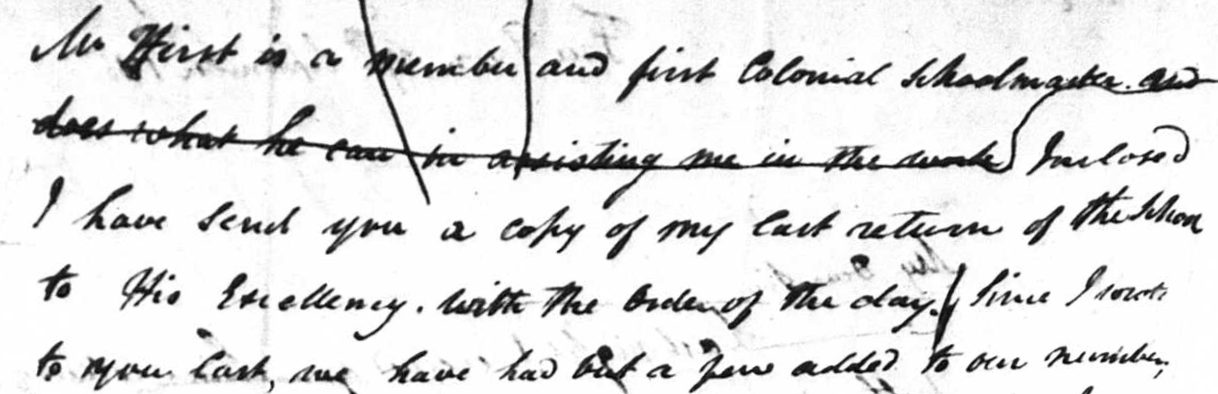 Mr Hirst is a member and first Colonial Schoolmaster. and
does what he can in assisting me in the work Inclosed
I have send you a copy of my last return of the School
to His Excellency. with the Order of the day. Since I wrote
to you last, we have had but a few added to our number,